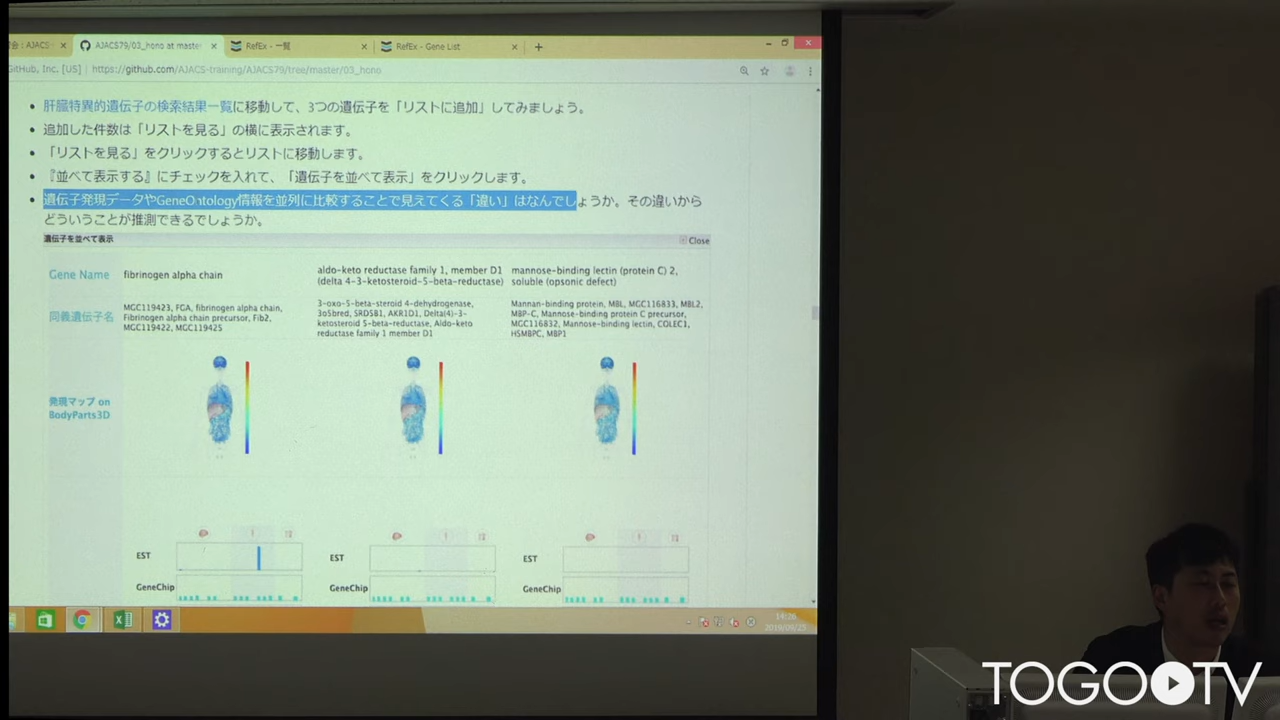 AJACS
AJACS79/03_hono at master
RefEx - 一覧
RefEx - Gene List
GitHub, Inc. [US] | https://github.com/AJACS-training/AJACS79/tree/master/03_hono
肝臓特異的遺伝子の検索結果一覧に移動して、3つの遺伝子を「リストに追加」してみましょう。
追加した件数は「リストを見る」の横に表示されます。
「リストを見る」をクリックするとリストに移動します。
『並べて表示する』にチェックを入れて、「遺伝子を並べて表示」をクリックします。
遺伝子発現データやGeneOntology情報を並列に比較することで見えてくる「違い」はなんでしょうか。その違いから
どういうことが推測できるでしょうか。
遺伝子を並べて表示
Close
Gene Name
fibrinogen alpha chain
aldo-keto reductase family 1, member D1
(delta 4-3-ketosteroid-5-beta-reductase)
mannose-binding lectin (protein C) 2,
soluble (opsonic defect)
同義遺伝子名
MGC119423, FGA, fibrinogen alpha chain,
Fibrinogen alpha chain precursor, Fib2,
MGC119422, MGC119425
3-oxo-5-beta-steroid 4-dehydrogenase,
3o5bred, SRD5B1, AKR1D1, Delta(4)-3-
ketosteroid 5-beta-reductase, Aldo-keto
reductase family 1 member D1
Mannan-binding protein, MBL, MGC116833, MBL2,
MBP-C, Mannose-binding protein C precursor,
MGC116832, Mannose-binding lectin, COLEC1,
HSMBPC, MBP1
発現マップ on
BodyParts3D
EST
EST
EST
GeneChip
GeneChip
GeneChip
14:26
2019/09/25
TOGOTV